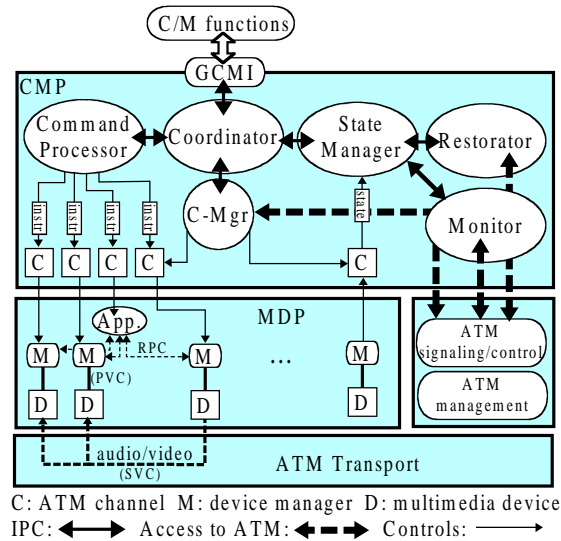 C/M functions
GCMI
CMP
Command
Processor
Coordinator
State
Manager
Restorator
C-Mgr
Monitor
instr
instr
instr
instr
state
C
C
C
C
C
MDP
App.
RPC
M
M
M
M
(PVC)
...
D
D
D
D
ATM
signaling/control
ATM
management
audio/video
(SVC)
ATM Transport
C: ATM channel M: device manager D: multimedia device
IPC: Access to ATM: Controls: